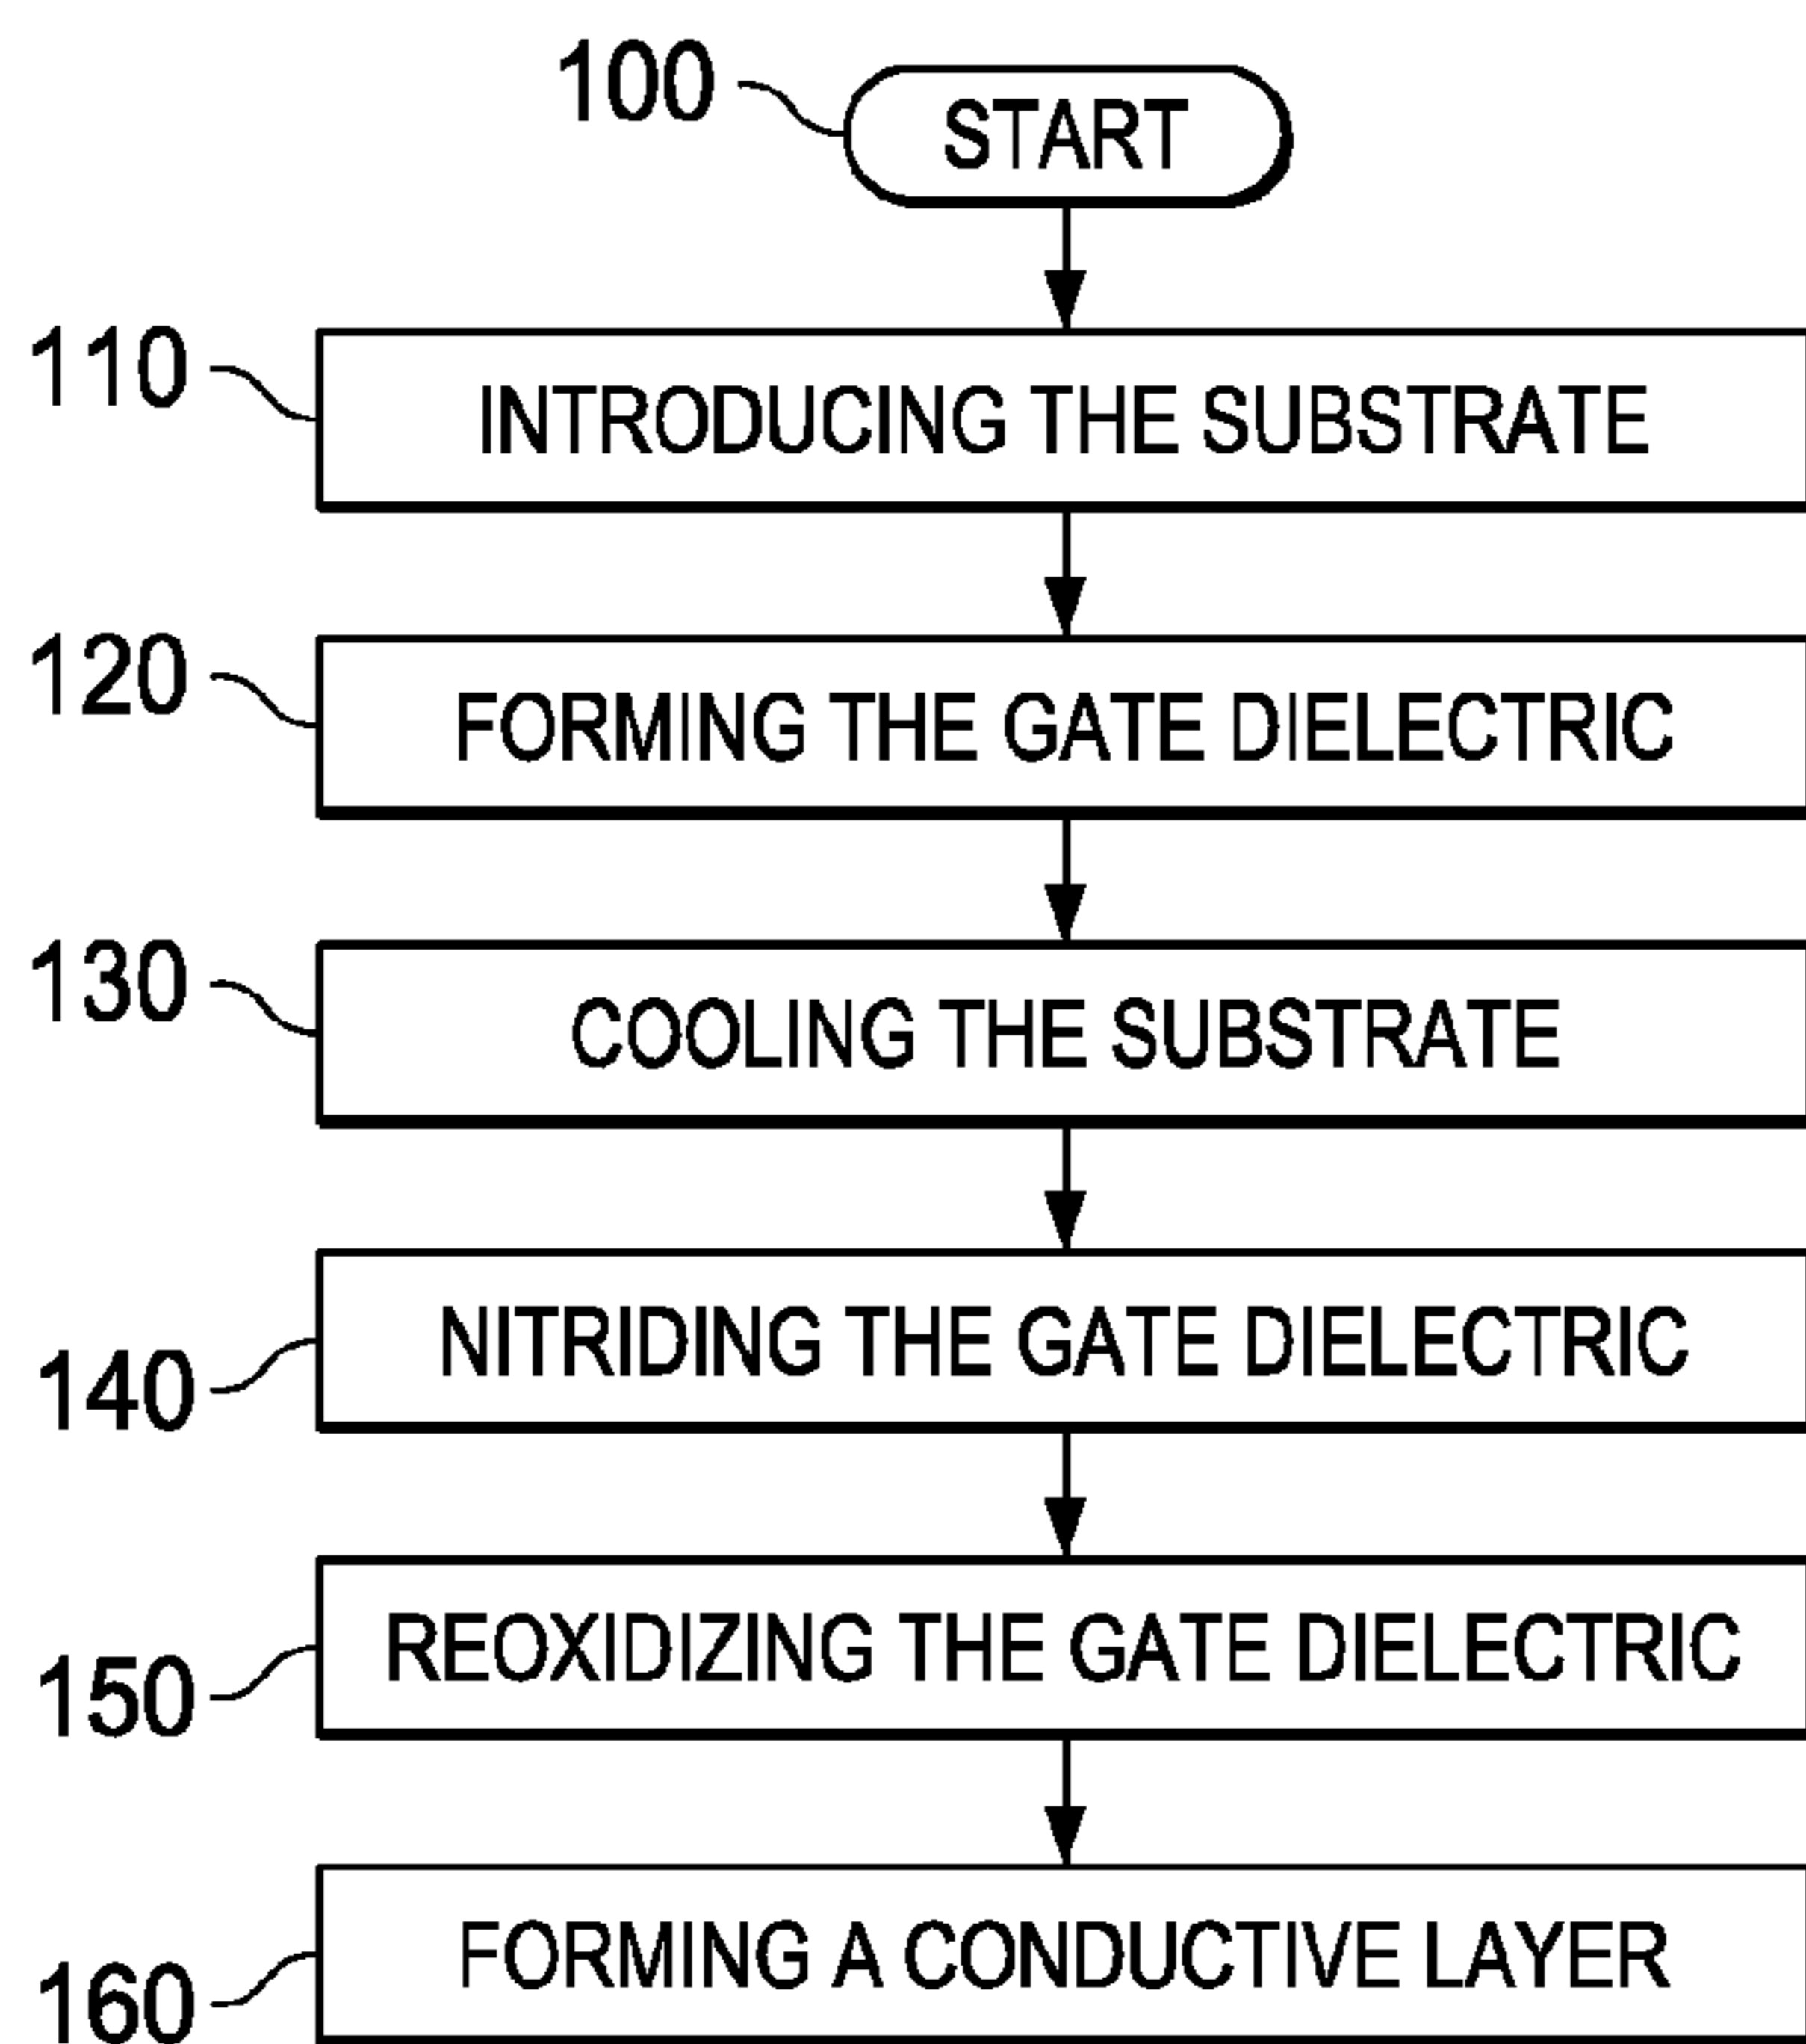 100
START
110
INTRODUCING THE SUBSTRATE
120
FORMING THE GATE DIELECTRIC
130
COOLING THE SUBSTRATE
140
NITRIDING THE GATE DIELECTRIC
150
REOXIDIZING THE GATE DIELECTRIC
160
FORMING A CONDUCTIVE LAYER